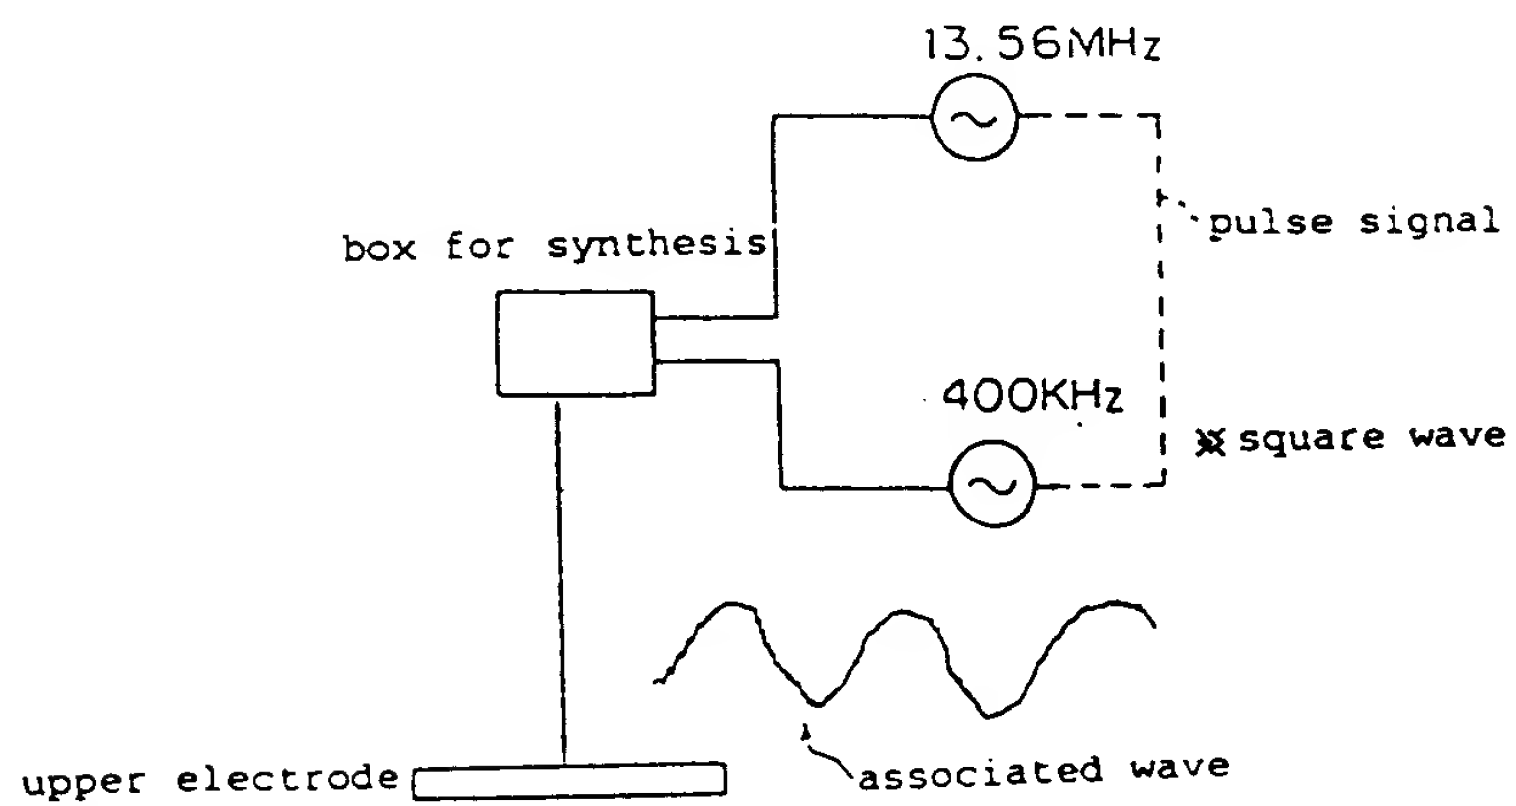 13.56MHz
pulse signal
box for synthesis
400KHz
※ square wave
associated wave
upper electrode